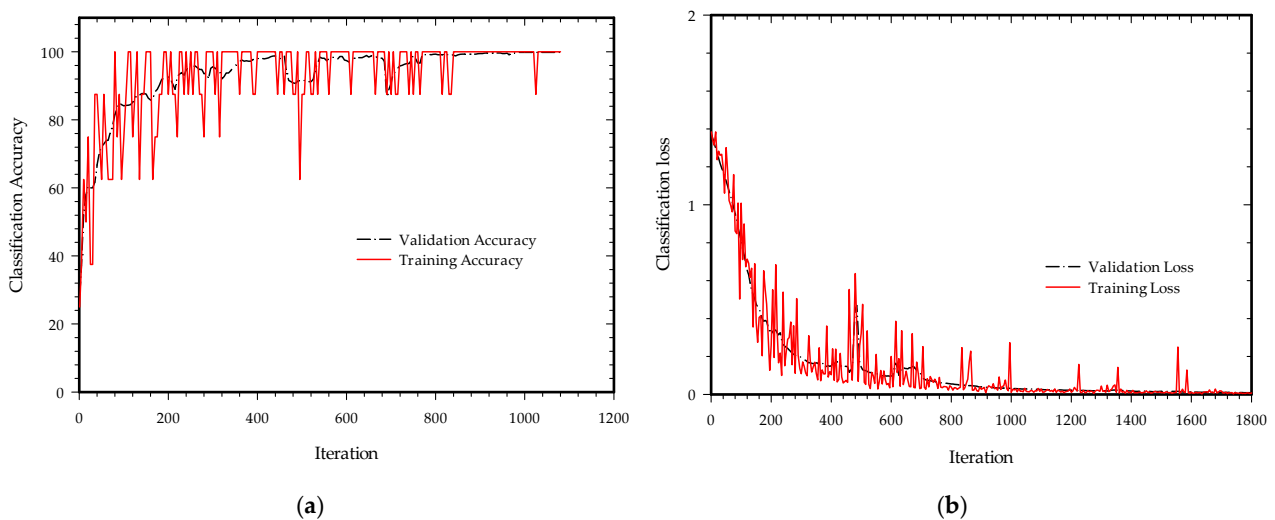 Classification Accuracy
120
100
80
60
40
20
0
0 200 400 600 800 1000 1200
Iteration
Validation Accuracy
Training Accuracy
(a)
Classification loss
2
1
0
0 200 400 600 800 1000 1200 1400 1600 1800
Iteration
Validation Loss
Training Loss
(b)